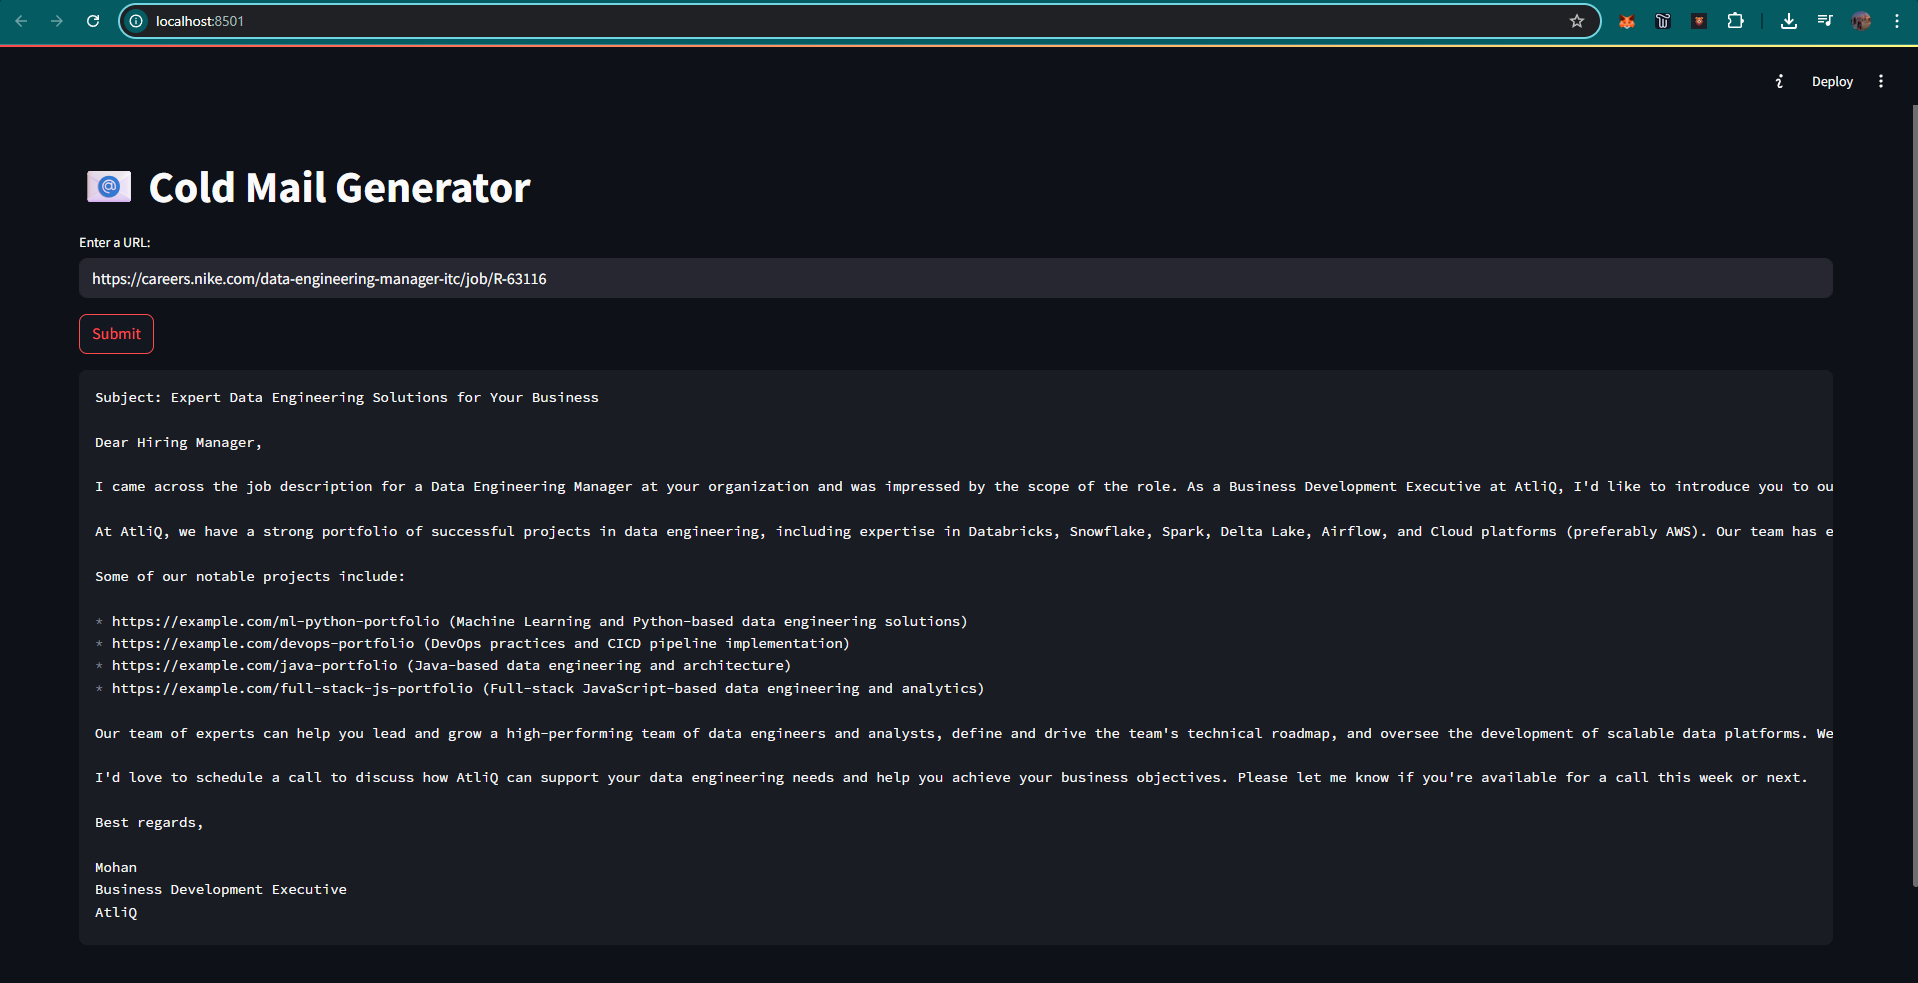 localhost:8501
Deploy
Cold Mail Generator
Enter a URL:
https://careers.nike.com/data-engineering-manager-itc/job/R-63116
Submit
Subject: Expert Data Engineering Solutions for Your Business
Dear Hiring Manager,
I came across the job description for a Data Engineering Manager at your organization and was impressed by the scope of the role. As a Business Development Executive at AtliQ, I'd like to introduce you to ou
At AtliQ, we have a strong portfolio of successful projects in data engineering, including expertise in Databricks, Snowflake, Spark, Delta Lake, Airflow, and Cloud platforms (preferably AWS). Our team has e
Some of our notable projects include:
* https://example.com/ml-python-portfolio (Machine Learning and Python-based data engineering solutions)
* https://example.com/devops-portfolio (DevOps practices and CICD pipeline implementation)
* https://example.com/java-portfolio (Java-based data engineering and architecture)
* https://example.com/full-stack-js-portfolio (Full-stack JavaScript-based data engineering and analytics)
Our team of experts can help you lead and grow a high-performing team of data engineers and analysts, define and drive the team's technical roadmap, and oversee the development of scalable data platforms. We
I'd love to schedule a call to discuss how AtliQ can support your data engineering needs and help you achieve your business objectives. Please let me know if you're available for a call this week or next.
Best regards,
Mohan
Business Development Executive
AtliQ